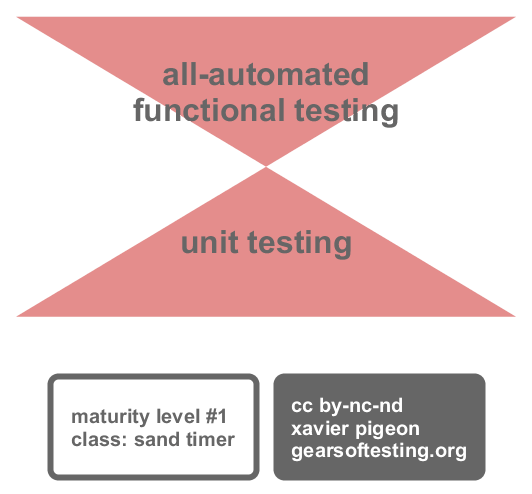 all-automated
functional testing
unit testing
maturity level #1
class: sand timer
cc by-nc-nd
xavier pigeon
gearsoftesting.org